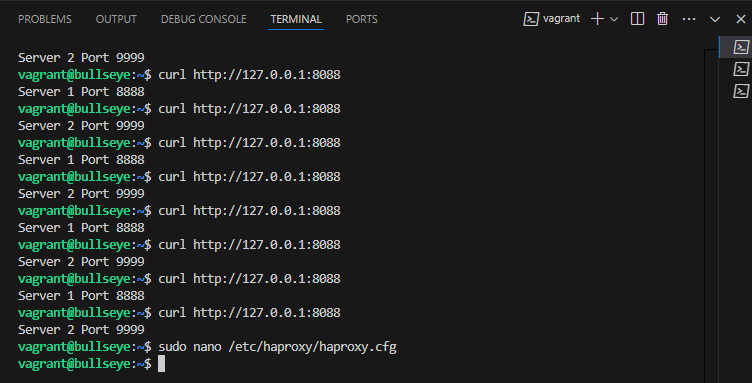 PROBLEMS OUTPUT DEBUG CONSOLE TERMINAL PORTS vagrant
Server 2 Port 9999
vagrant@bullseye:~$ curl http://127.0.0.1:8088
Server 1 Port 8888
vagrant@bullseye:~$ curl http://127.0.0.1:8088
Server 2 Port 9999
vagrant@bullseye:~$ curl http://127.0.0.1:8088
Server 1 Port 8888
vagrant@bullseye:~$ curl http://127.0.0.1:8088
Server 2 Port 9999
vagrant@bullseye:~$ curl http://127.0.0.1:8088
Server 1 Port 8888
vagrant@bullseye:~$ curl http://127.0.0.1:8088
Server 2 Port 9999
vagrant@bullseye:~$ curl http://127.0.0.1:8088
Server 1 Port 8888
vagrant@bullseye:~$ curl http://127.0.0.1:8088
Server 2 Port 9999
vagrant@bullseye:~$ sudo nano /etc/haproxy/haproxy.cfg
vagrant@bullseye:~$